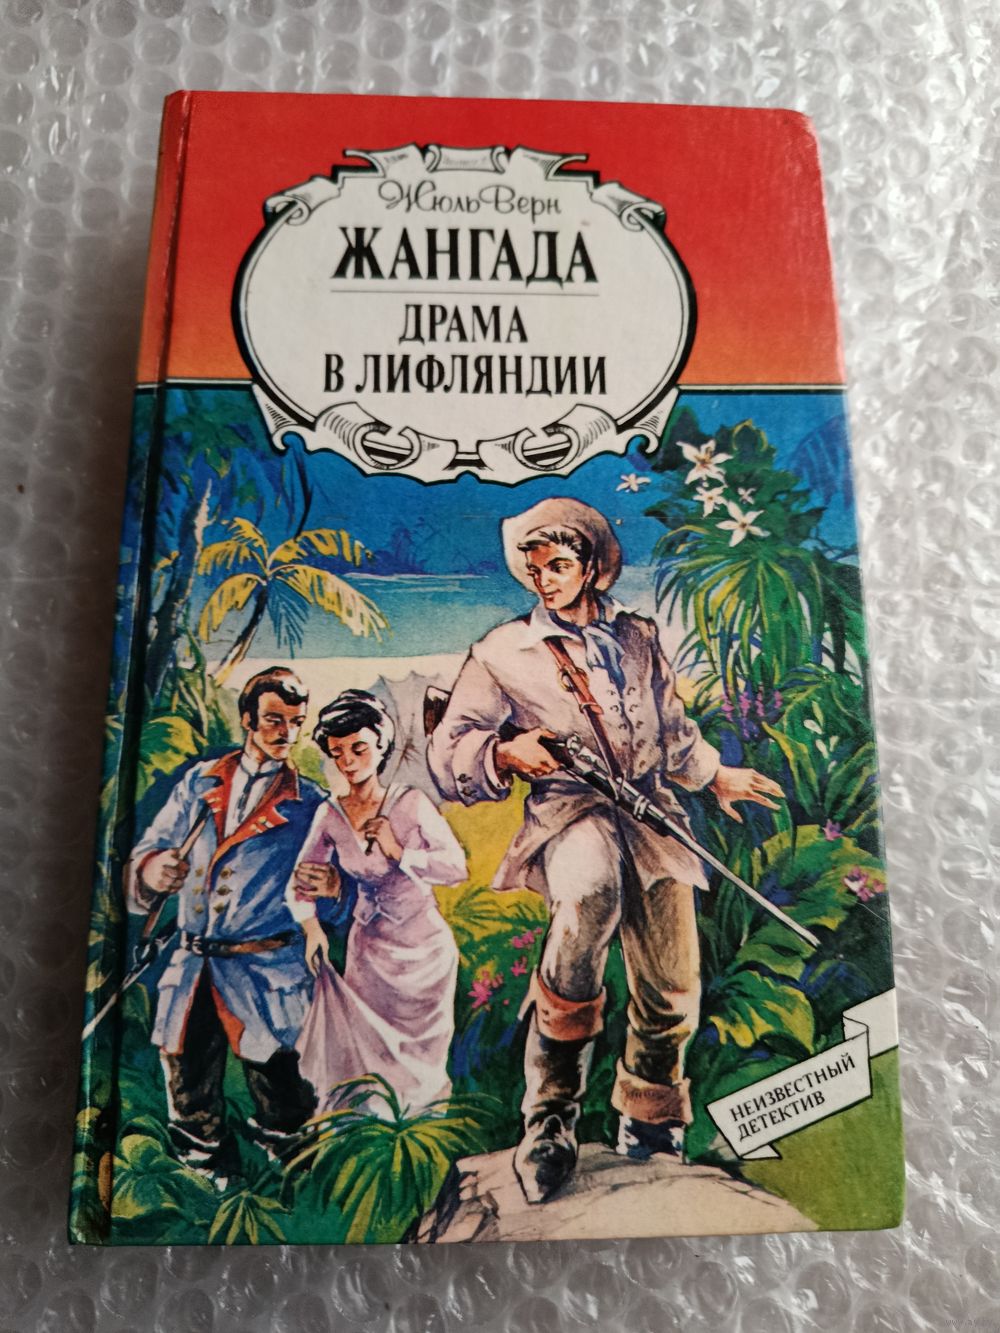 Жюль Верн
ЖАНГАДА
ДРАМА
В ЛИФЛЯНДИИ
НЕИЗВЕСТНЫЙ
ДЕТЕКТИВ